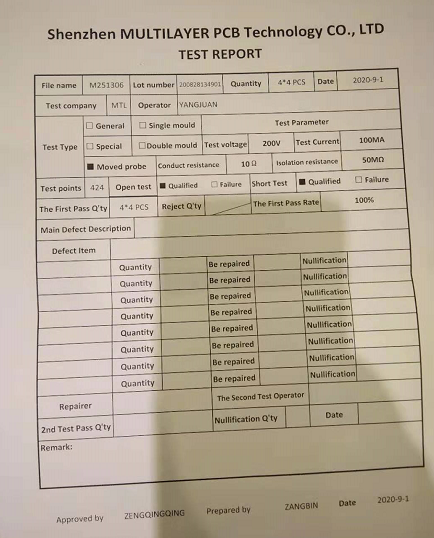 Shenzhen MULTILAYER PCB Technology CO., LTD
TEST REPORT
File name M251306 Lot number 200828134901 Quantity 4*4 PCS Date 2020-9-1
Test company MTL Operator YANGJUAN
Test Type □ General □ Single mould Test Parameter
□ Special □ Double mould Test voltage 200V Test Current 100MA
■ Moved probe Conduct resistance 10Ω Isolation resistance 50MΩ
Test points 424 Open test ■ Qualified □ Failure Short Test ■ Qualified □ Failure
The First Pass Q'ty 4*4 PCS Reject Q'ty The First Pass Rate 100%
Main Defect Description
Defect Item
Quantity Be repaired Nullification
Quantity Be repaired Nullification
Quantity Be repaired Nullification
Quantity Be repaired Nullification
Quantity Be repaired Nullification
Quantity Be repaired Nullification
Quantity Be repaired Nullification
Quantity Be repaired Nullification
Repairer The Second Test Operator
2nd Test Pass Q'ty Nullification Q'ty Date
Remark:
Approved by ZENGQINGQING Prepared by ZANGBIN Date 2020-9-1